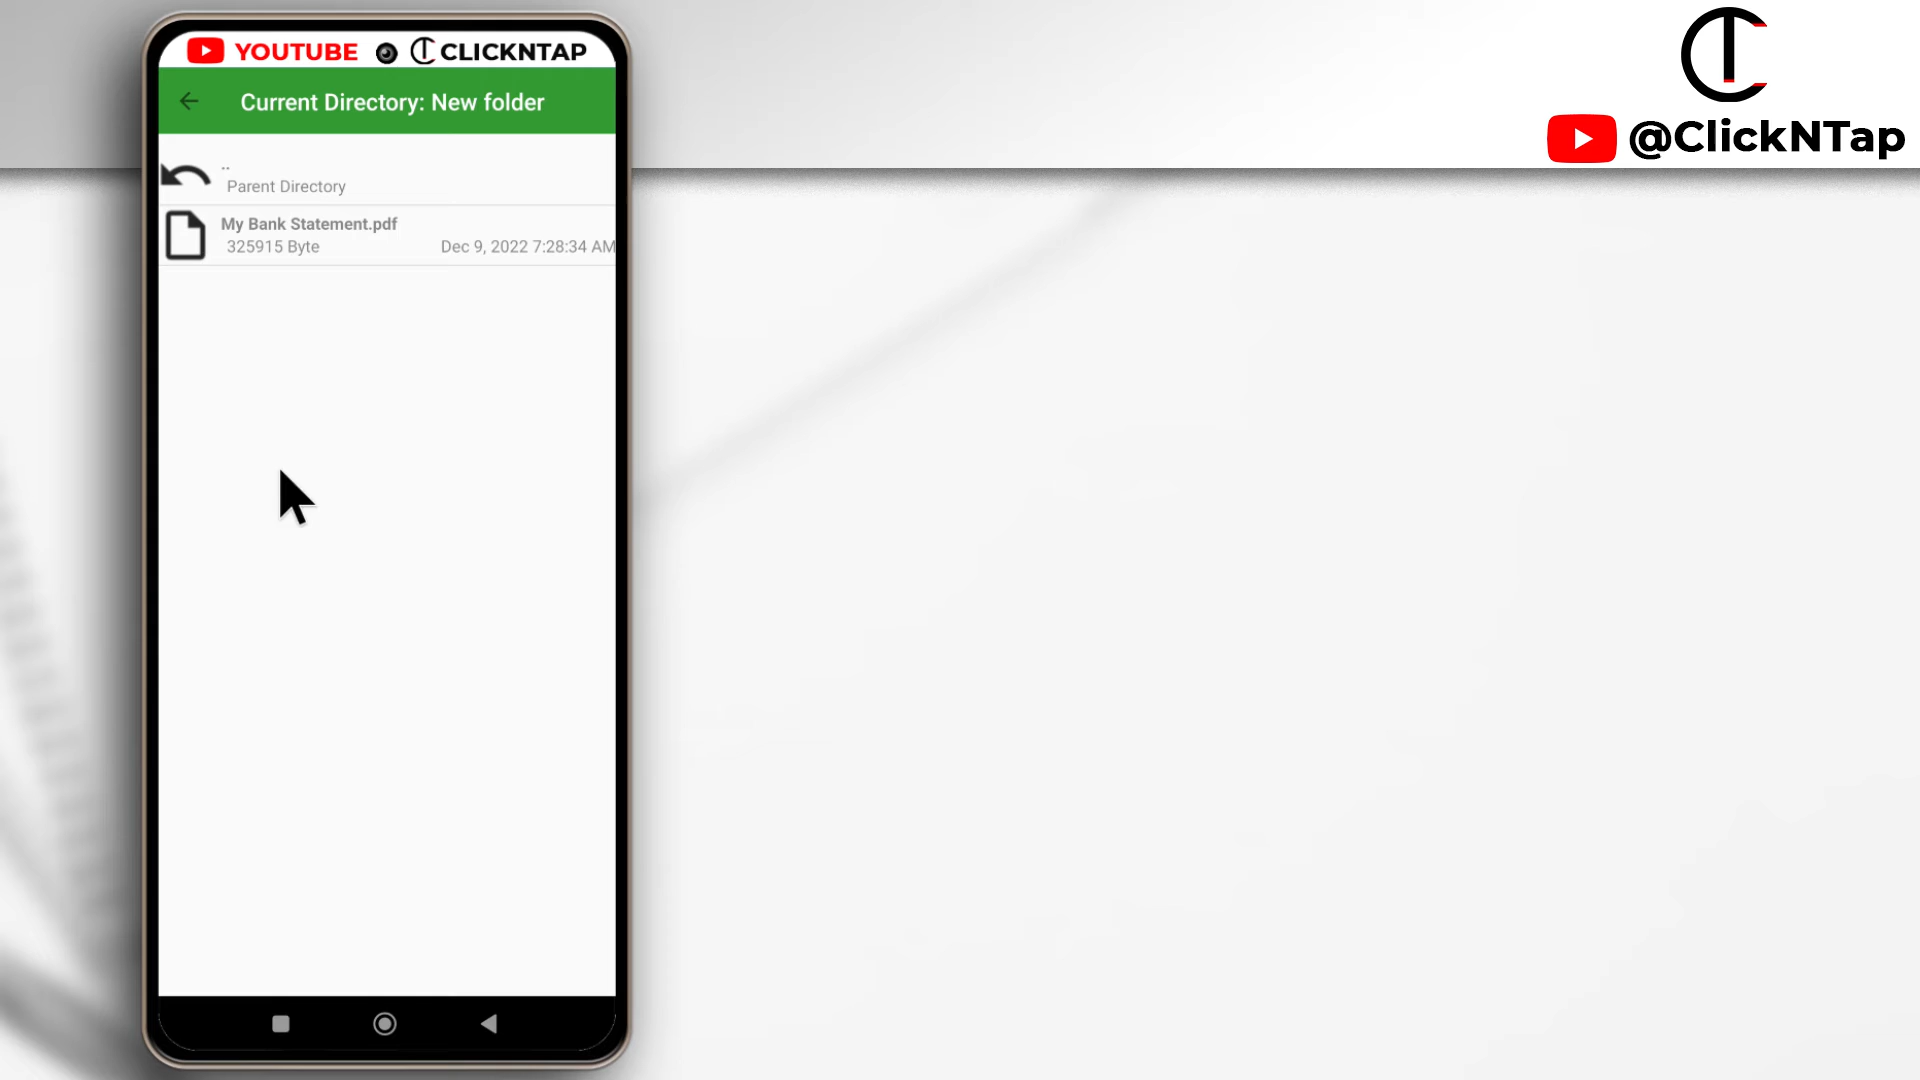 YOUTUBE CLICKNTAP
Current Directory: New folder
..
Parent Directory
My Bank Statement.pdf
325915 Byte Dec 9, 2022 7:28:34 AM
@ClickNTap